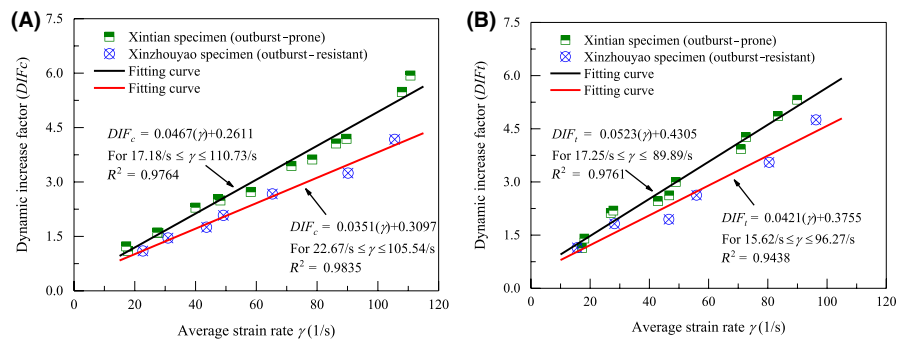 (A)
7.5
6.0
4.5
3.0
1.5
0.0
0
20
40
60
80
100
120
Dynamic increase factor (DIFc)
Average strain rate γ (1/s)
Xintian specimen (outburst-prone)
Xinzhouyao specimen (outburst-resistant)
Fitting curve
Fitting curve
DIFc = 0.0467(γ)+0.2611
For 17.18/s ≤ γ ≤110.73/s
R² = 0.9764
DIFc = 0.0351(γ)+0.3097
For 22.67/s ≤γ ≤105.54/s
R² = 0.9835
(B)
7.5
6.0
4.5
3.0
1.5
0.0
0
20
40
60
80
100
120
Dynamic increase factor (DIFt)
Average strain rate γ (1/s)
Xintian specimen (outburst-prone)
Xinzhouyao specimen (outburst-resistant)
Fitting curve
Fitting curve
DIFt = 0.0523(γ)+0.4305
For 17.25/s ≤ γ ≤ 89.89/s
R² = 0.9761
DIFt = 0.0421(γ)+0.3755
For 15.62/s ≤γ ≤96.27/s
R² = 0.9438